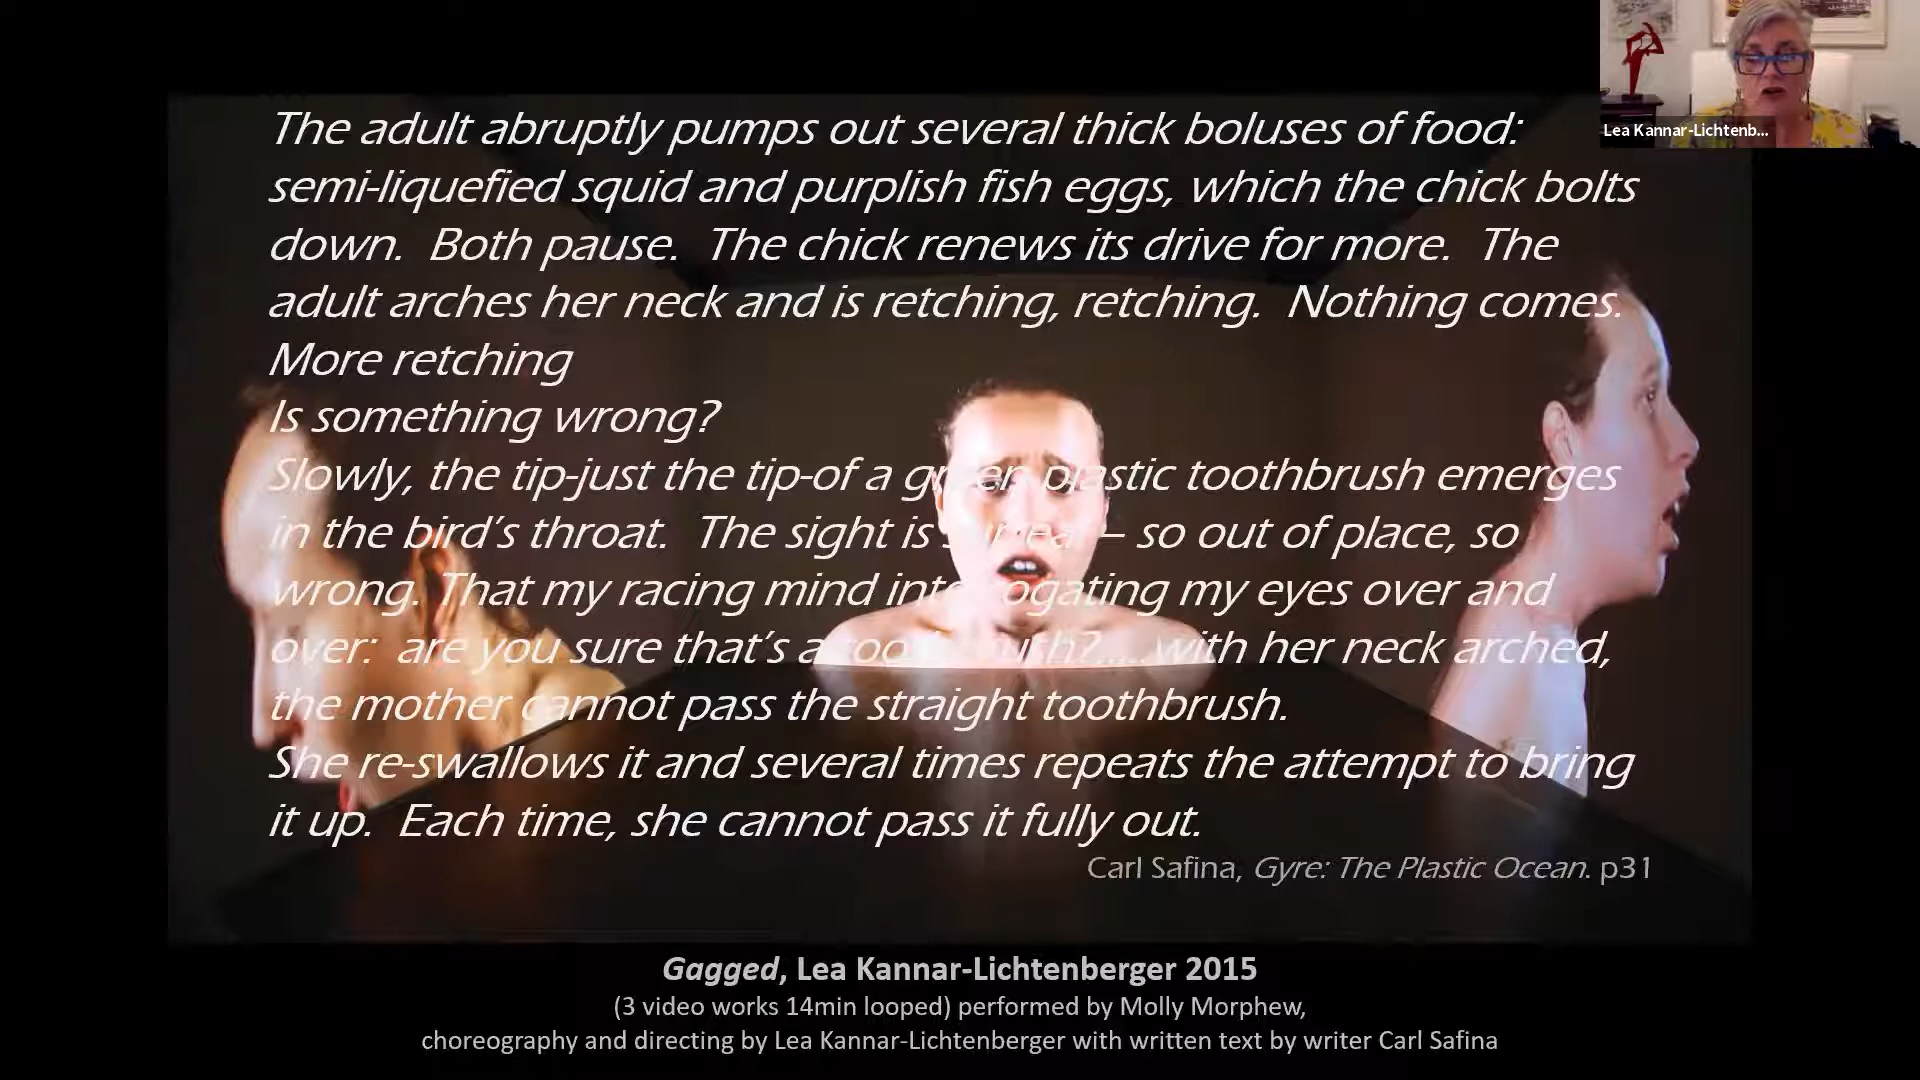 The adult abruptly pumps out several thick boluses of food:
semi-liquefied squid and purplish fish eggs, which the chick bolts
down. Both pause. The chick renews its drive for more. The
adult arches her neck and is retching, retching. Nothing comes.
More retching
Is something wrong?
Slowly, the tip-just the tip-of a green plastic toothbrush emerges
in the bird's throat. The sight is surreal – so out of place, so
wrong. That my racing mind interrogating my eyes over and
over: are you sure that's a toothbrush?.....with her neck arched,
the mother cannot pass the straight toothbrush.
She re-swallows it and several times repeats the attempt to bring
it up. Each time, she cannot pass it fully out.
Carl Safina, Gyre: The Plastic Ocean. p31
Gagged, Lea Kannar-Lichtenberger 2015
(3 video works 14min looped) performed by Molly Morphew,
choreography and directing by Lea Kannar-Lichtenberger with written text by writer Carl Safina
Lea Kannar-Lichtenb...